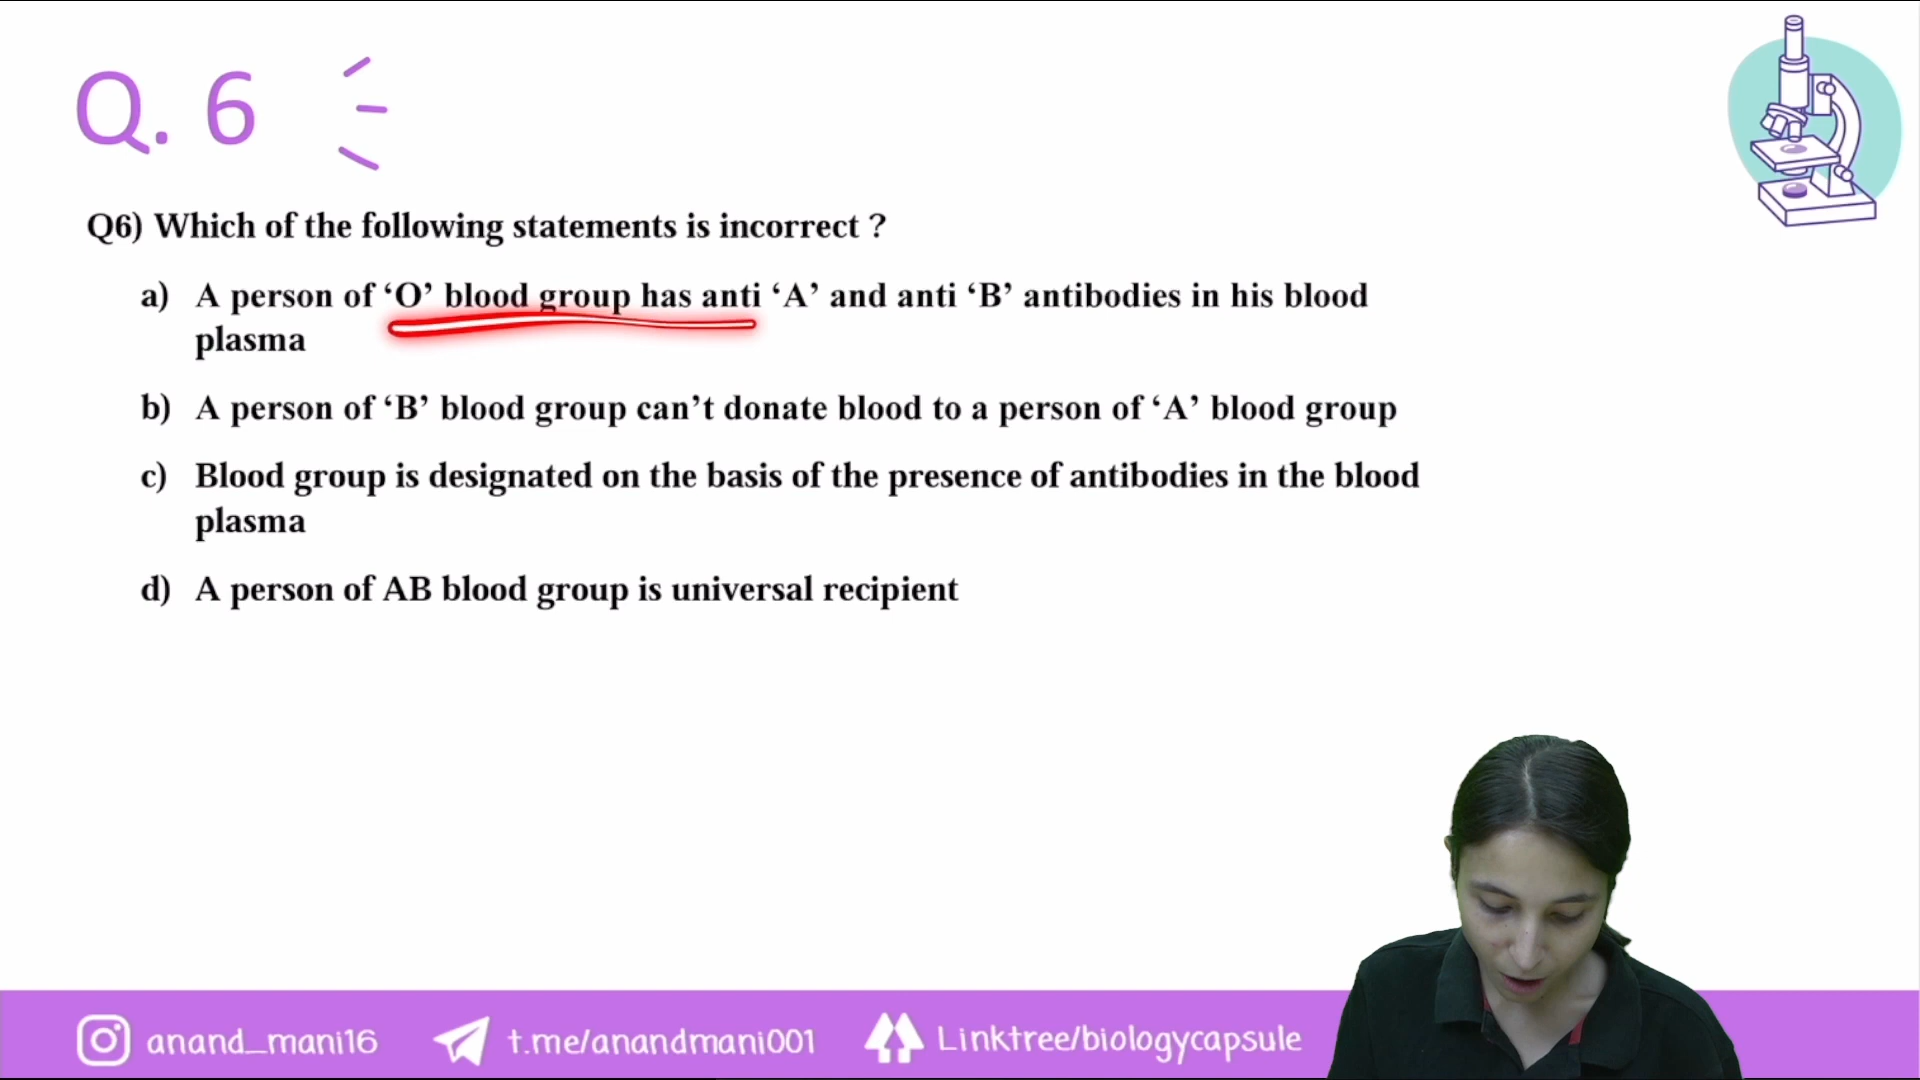 Q. 6
Q6) Which of the following statements is incorrect ?
a) A person of ‘O’ blood group has anti ‘A’ and anti ‘B’ antibodies in his blood
plasma
b) A person of ‘B’ blood group can’t donate blood to a person of ‘A’ blood group
c) Blood group is designated on the basis of the presence of antibodies in the blood
plasma
d) A person of AB blood group is universal recipient
anand_mani16 t.me/anandmani001 Linktree/biologycapsule